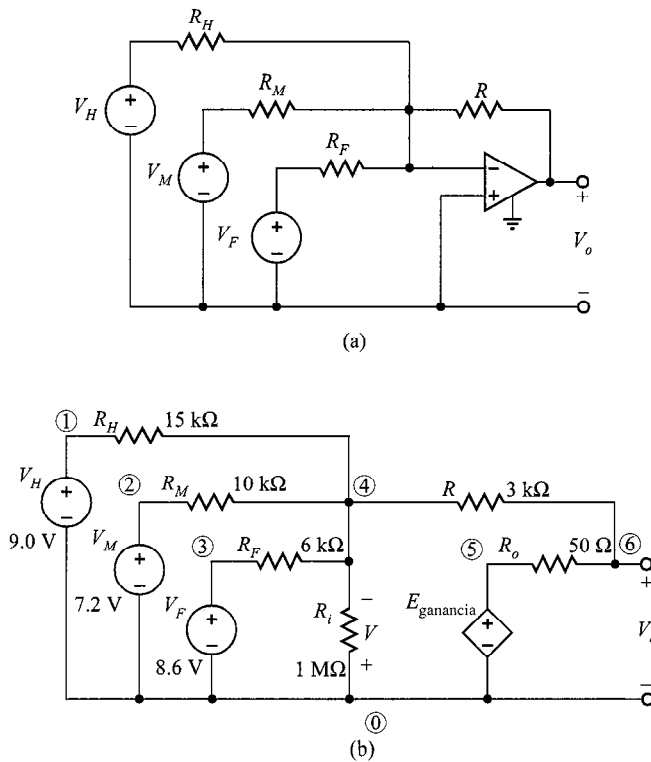 R_H
V_H + −
R_M
R
V_M + −
R_F
V_F + −
− +
+
V_o
−
(a)
① R_H 15 kΩ
V_H + −
9.0 V
② R_M 10 kΩ ④ R 3 kΩ
V_M + −
7.2 V
③ R_F 6 kΩ ⑤ R_o 50 Ω ⑥
V_F + −
8.6 V
R_i − V +
1 MΩ
E_ganancia + −
+
−
⓪
(b)